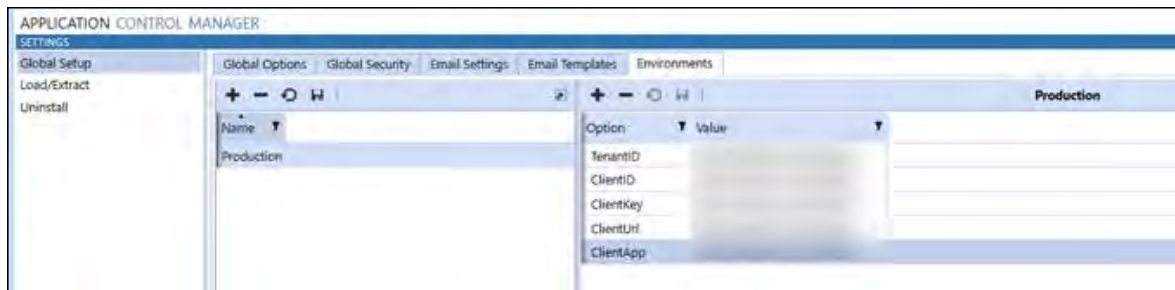 APPLICATION CONTROL MANAGER
SETTINGS
Global Setup
Load/Extract
Uninstall
Global Options Global Security Email Settings Email Templates Environments
Production
Name
Production
Option Value
TenantID
ClientID
ClientKey
ClientUrl
ClientApp